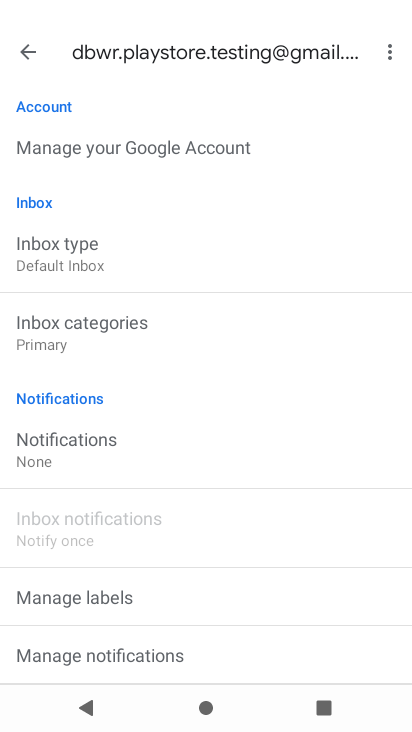 dbwr.playstore.testing@gmail....
Account
Manage your Google Account
Inbox
Inbox type
Default Inbox
Inbox categories
Primary
Notifications
Notifications
None
Inbox notifications
Notify once
Manage labels
Manage notifications